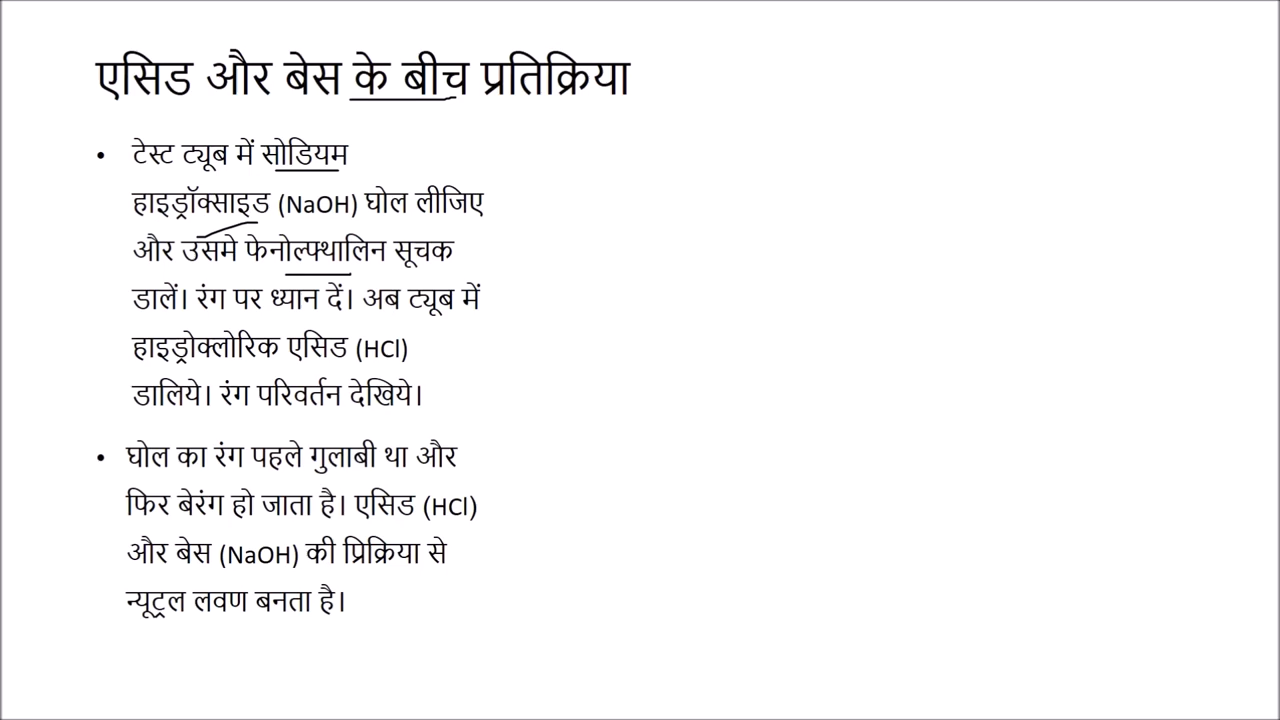 एसिड और बेस के बीच प्रतिक्रिया
• टेस्ट ट्यूब में सोडियम
हाइड्रॉक्साइड (NaOH) घोल लीजिए
और उसमे फेनोल्फ्थालिन सूचक
डालें। रंग पर ध्यान दें। अब ट्यूब में
हाइड्रोक्लोरिक एसिड (HCl)
डालिये। रंग परिवर्तन देखिये।
• घोल का रंग पहले गुलाबी था और
फिर बेरंग हो जाता है। एसिड (HCl)
और बेस (NaOH) की प्रिक्रिया से
न्यूट्रल लवण बनता है।